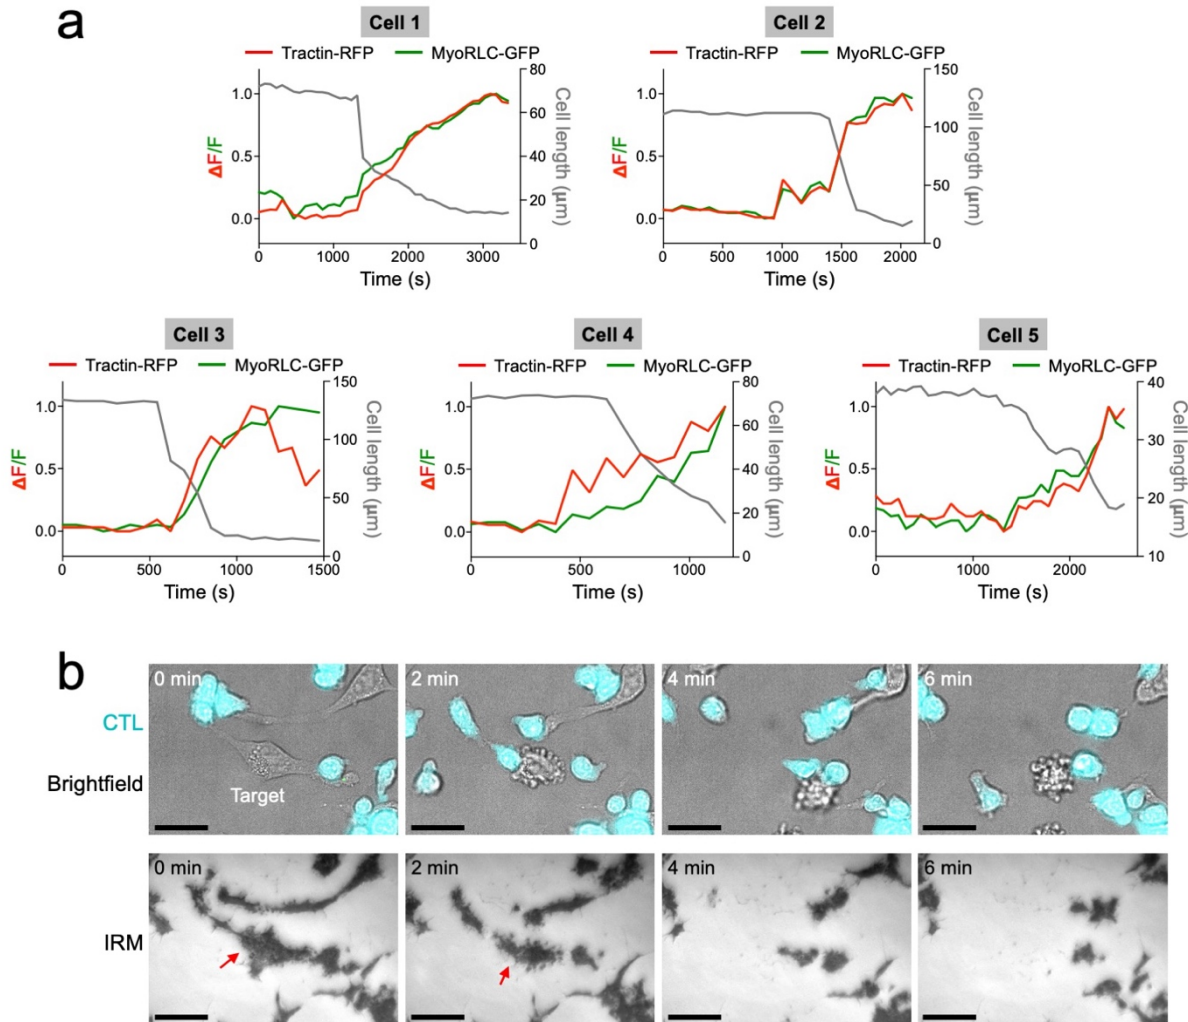 a
Cell 1
Tractin-RFP MyoRLC-GFP
1.0
0.5
0.0
ΔF/F
80
60
40
20
0
Cell length (μm)
0 1000 2000 3000
Time (s)
Cell 2
Tractin-RFP MyoRLC-GFP
1.0
0.5
0.0
ΔF/F
150
100
50
0
Cell length (μm)
0 500 1000 1500 2000
Time (s)
Cell 3
Tractin-RFP MyoRLC-GFP
1.0
0.5
0.0
ΔF/F
150
100
50
0
Cell length (μm)
0 500 1000 1500
Time (s)
Cell 4
Tractin-RFP MyoRLC-GFP
1.0
0.5
0.0
ΔF/F
80
60
40
20
0
Cell length (μm)
0 500 1000
Time (s)
Cell 5
Tractin-RFP MyoRLC-GFP
1.0
0.5
0.0
ΔF/F
40
30
20
10
Cell length (μm)
0 1000 2000
Time (s)
b
0 min 2 min 4 min 6 min
CTL
Brightfield
Target
0 min 2 min 4 min 6 min
IRM